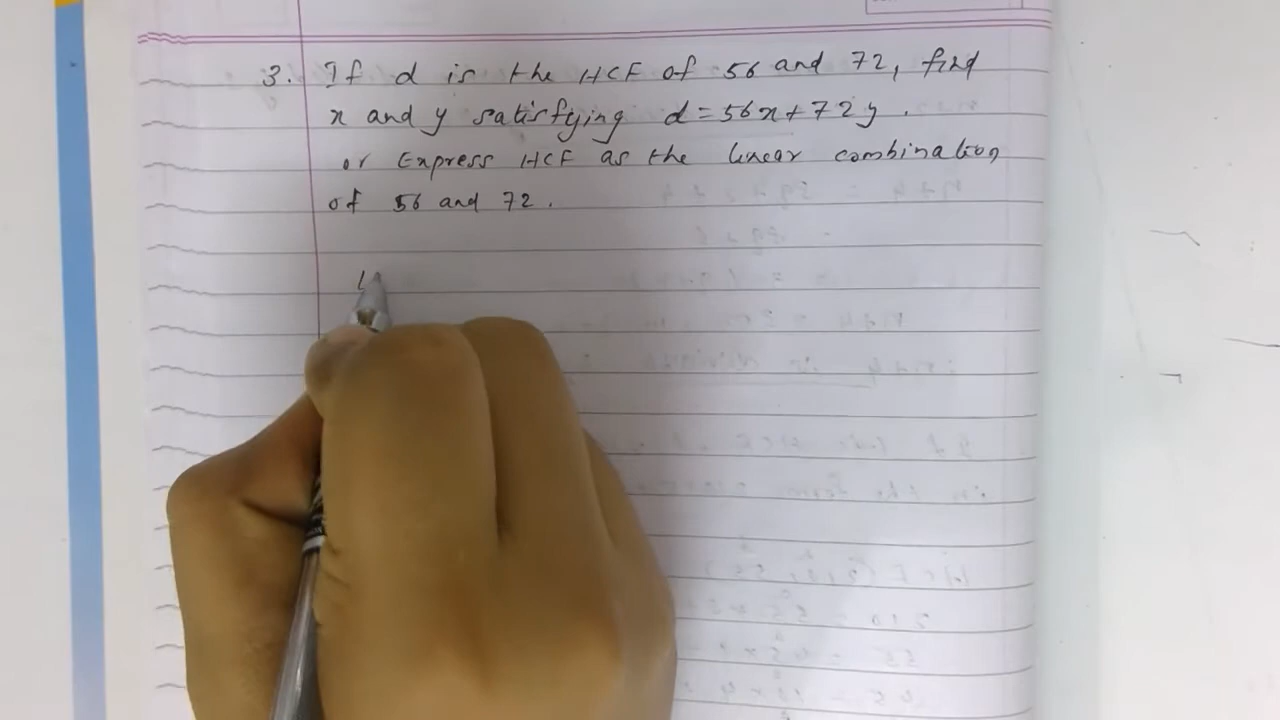 3. If d is the HCF of 56 and 72, find
x and y satisfying d = 56x + 72y.
or Express HCF as the linear combination
of 56 and 72.